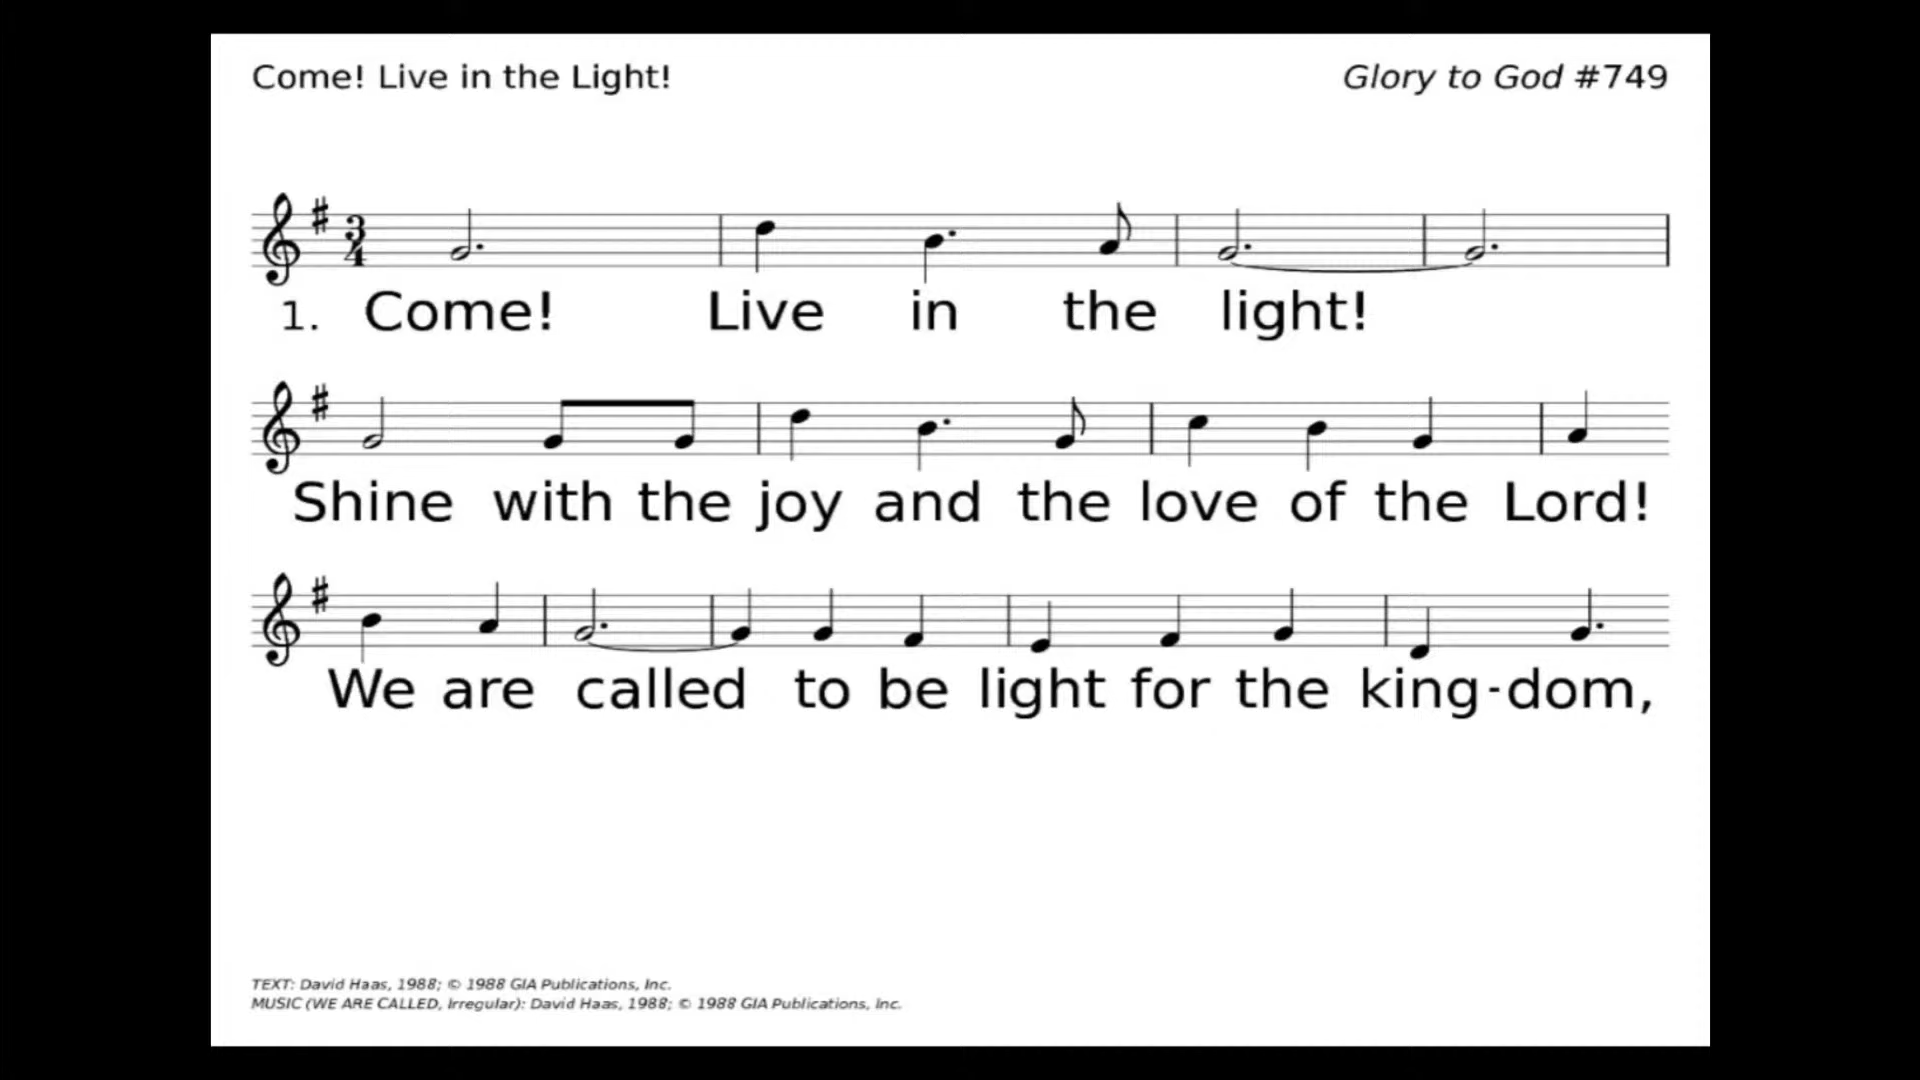 Come! Live in the Light!
Glory to God #749
3
4
1. Come! Live in the light!
Shine with the joy and the love of the Lord!
We are called to be light for the king-dom,
TEXT: David Haas, 1988; © 1988 GIA Publications, Inc.
MUSIC (WE ARE CALLED, Irregular): David Haas, 1988; © 1988 GIA Publications, Inc.